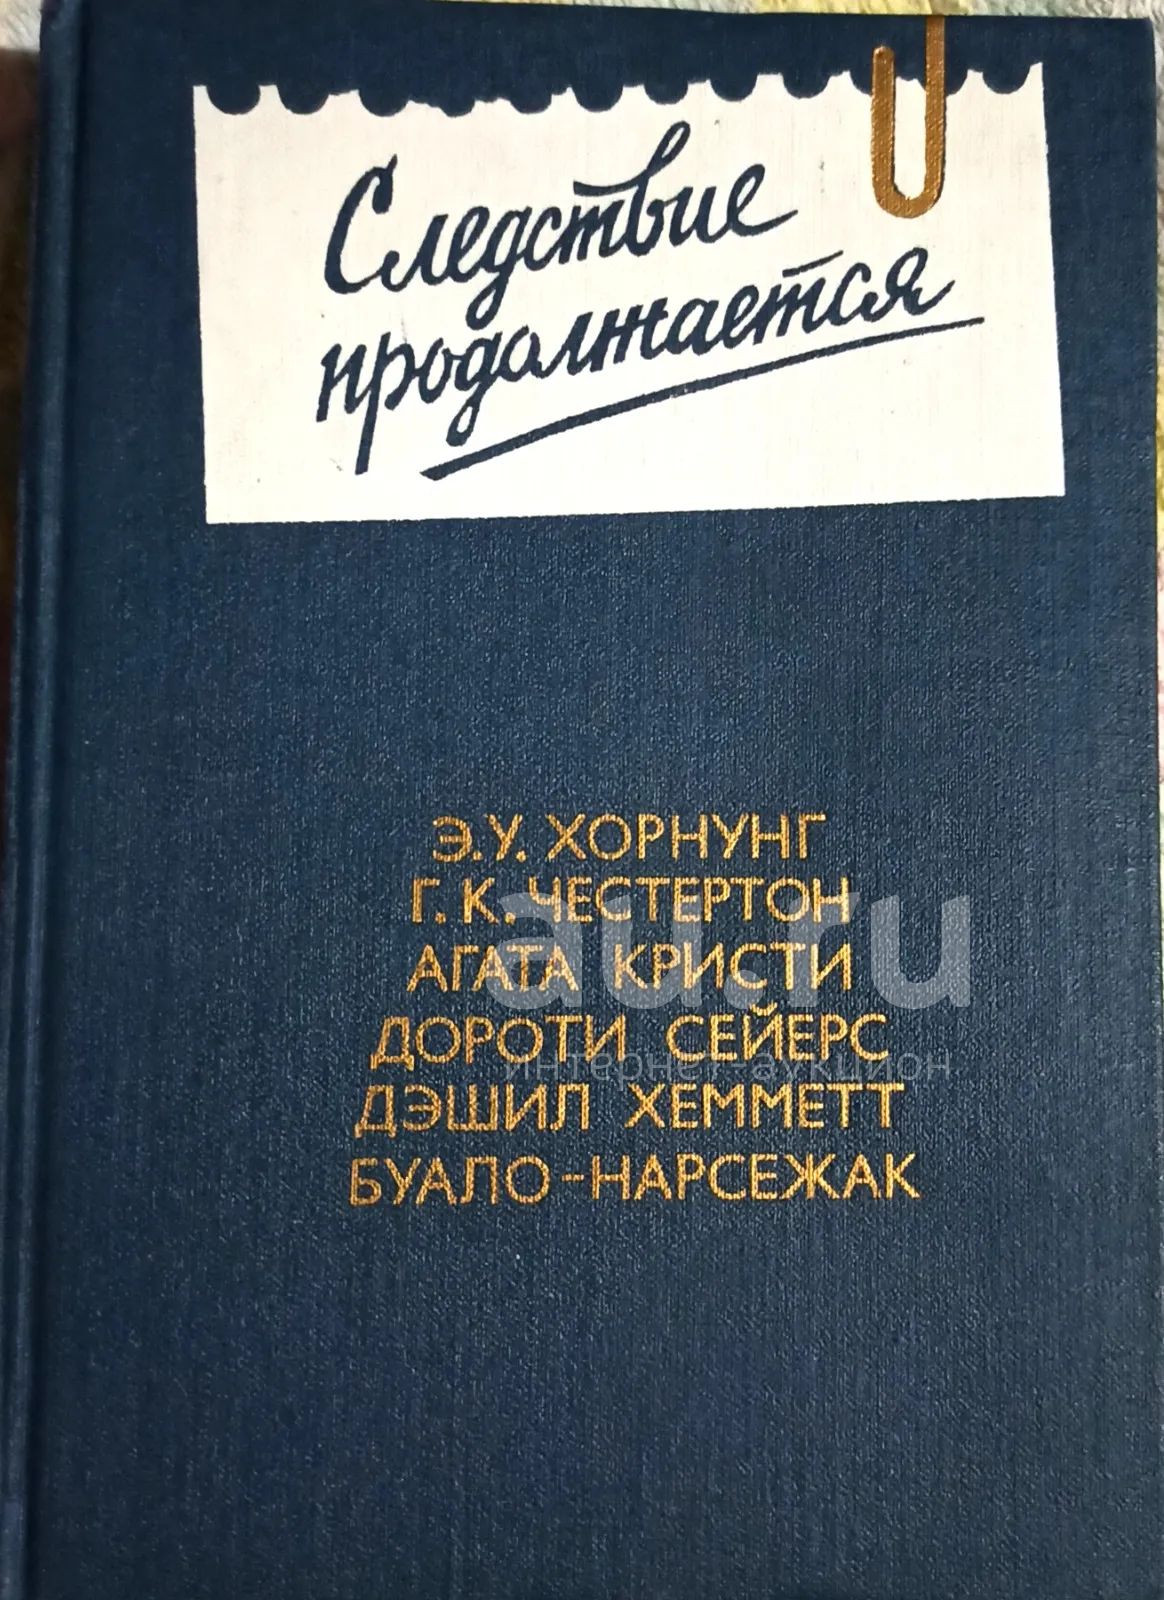 Следствие
продолжается
Э.У. ХОРНУНГ
Г.К. ЧЕСТЕРТОН
АГАТА КРИСТИ
ДОРОТИ СЕЙЕРС
ДЭШИЛ ХЕММЕТТ
БУАЛО-НАРСЕЖАК
au.ru
интернет-аукцион